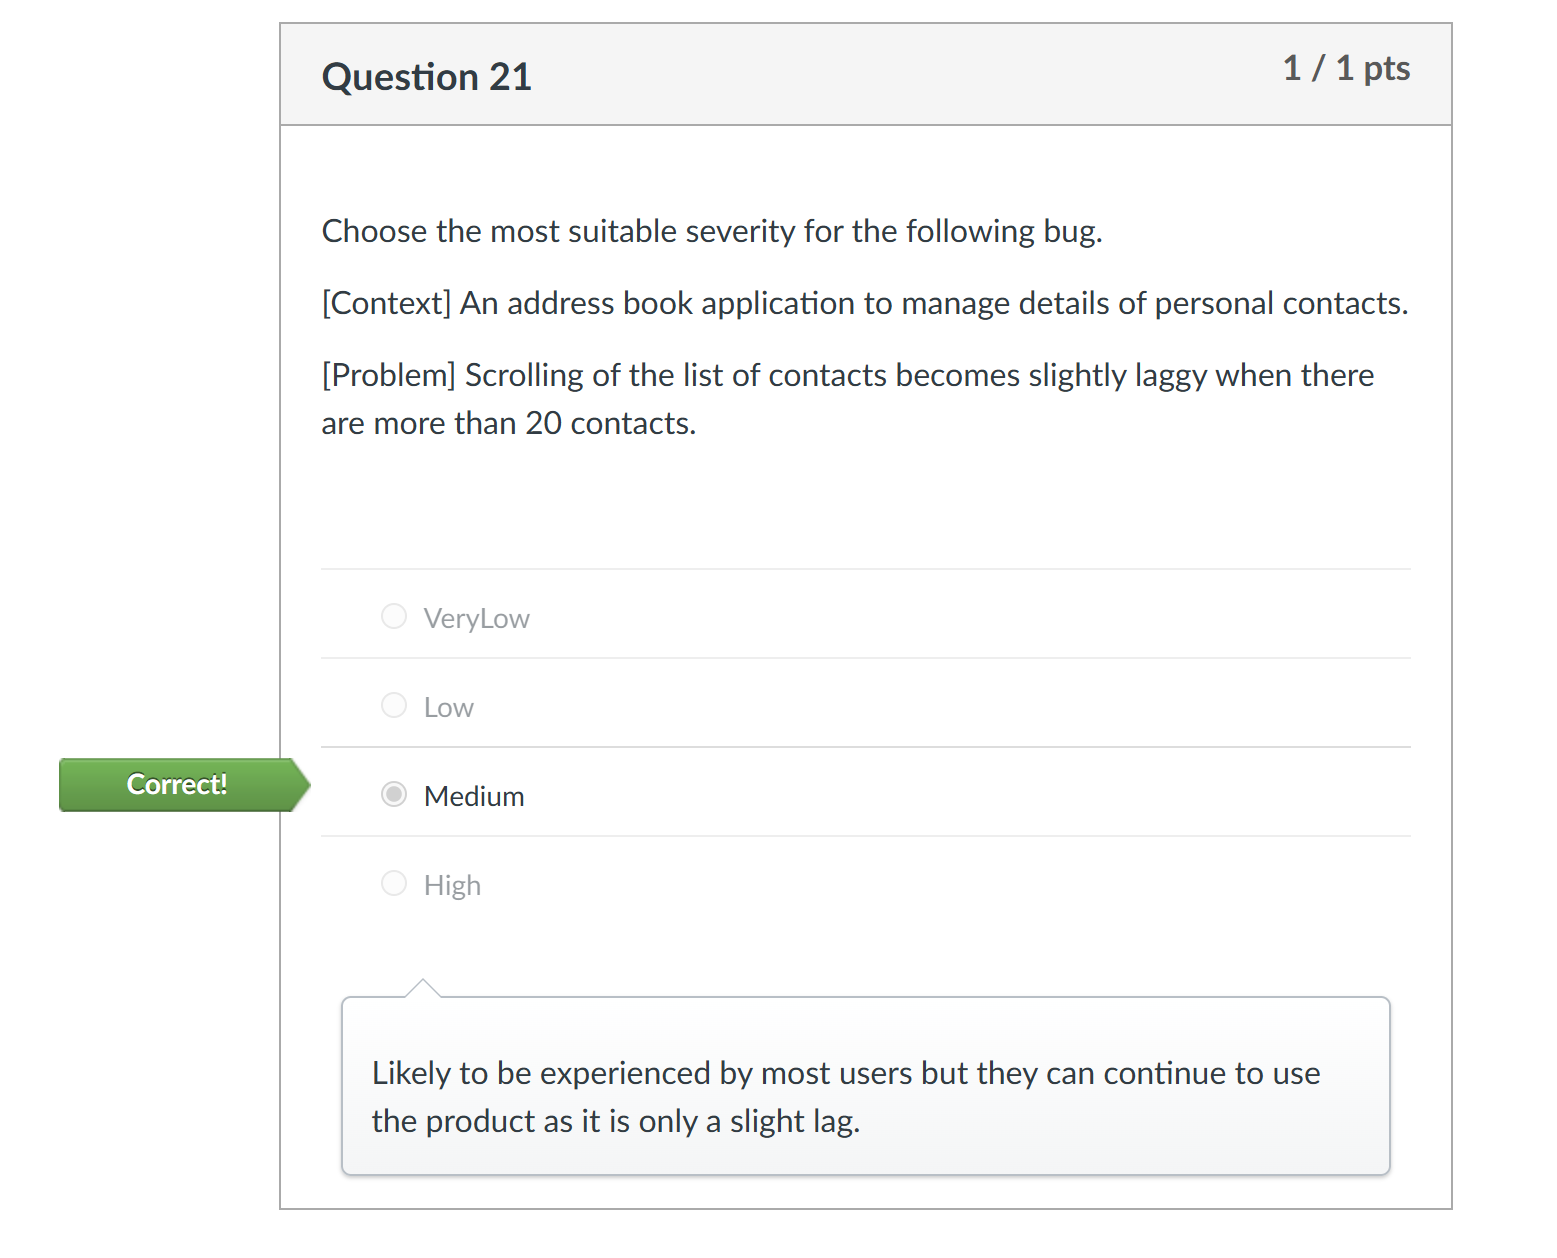 Question 21
1 / 1 pts
Choose the most suitable severity for the following bug.
[Context] An address book application to manage details of personal contacts.
[Problem] Scrolling of the list of contacts becomes slightly laggy when there
are more than 20 contacts.
VeryLow
Low
Correct!
Medium
High
Likely to be experienced by most users but they can continue to use
the product as it is only a slight lag.